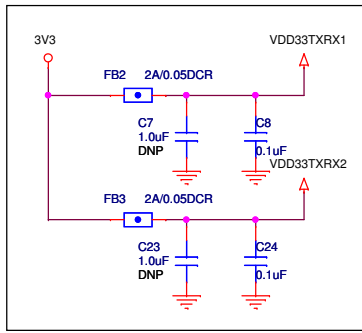 3V3
VDD33TXRX1
FB2 2A/0.05DCR
C7
1.0uF
DNP
C8
0.1uF
VDD33TXRX2
FB3 2A/0.05DCR
C23
1.0uF
DNP
C24
0.1uF